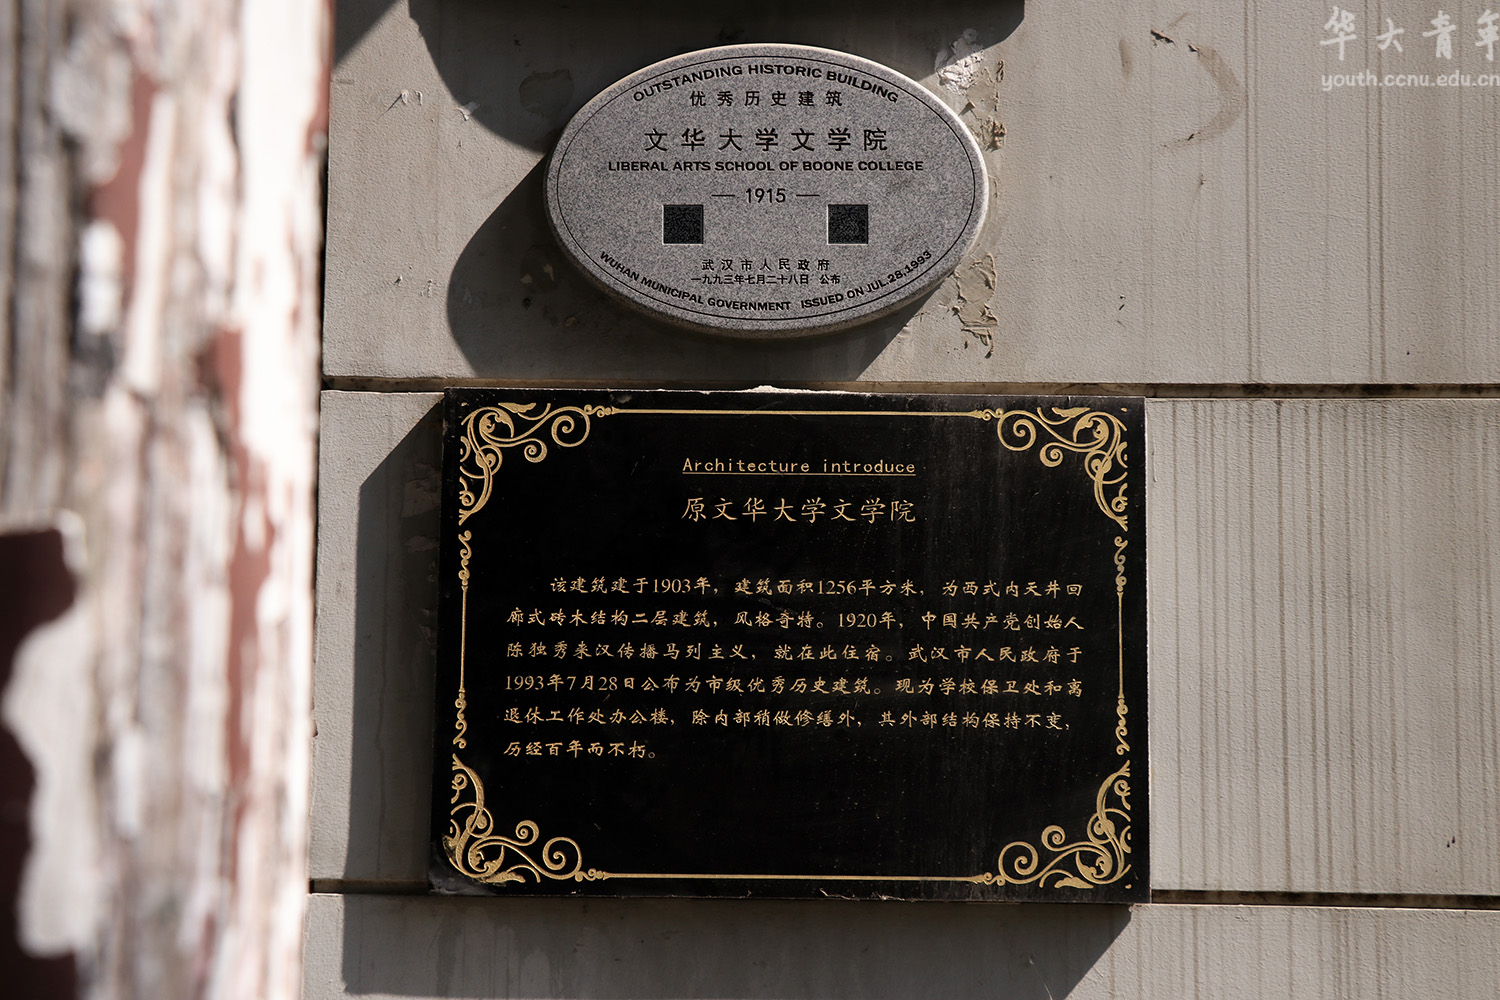 华大青年
youth.ccnu.edu.cn
OUTSTANDING HISTORIC BUILDING
优秀历史建筑
文华大学文学院
LIBERAL ARTS SCHOOL OF BOONE COLLEGE
— 1915 —
武汉市人民政府
一九九三年七月二十八日 公布
WUHAN MUNICIPAL GOVERNMENT ISSUED ON JUL.28,1993
Architecture introduce
原文华大学文学院
该建筑建于1903年，建筑面积1256平方米，为西式内天井回
廊式砖木结构二层建筑，风格奇特。1920年，中国共产党创始人
陈独秀来汉传播马列主义，就在此住宿。武汉市人民政府于
1993年7月28日公布为市级优秀历史建筑。现为学校保卫处和离
退休工作处办公楼，除内部稍做修缮外，其外部结构保持不变，
历经百年而不朽。